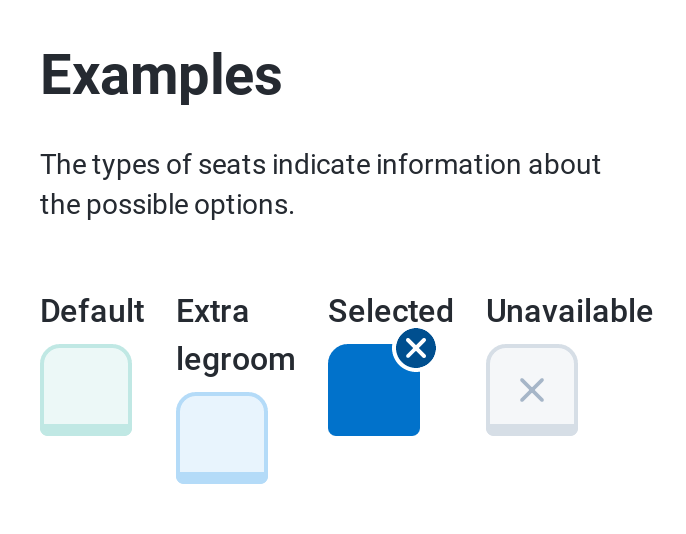 Examples
The types of seats indicate information about
the possible options.
Default
Extra
legroom
Selected
Unavailable